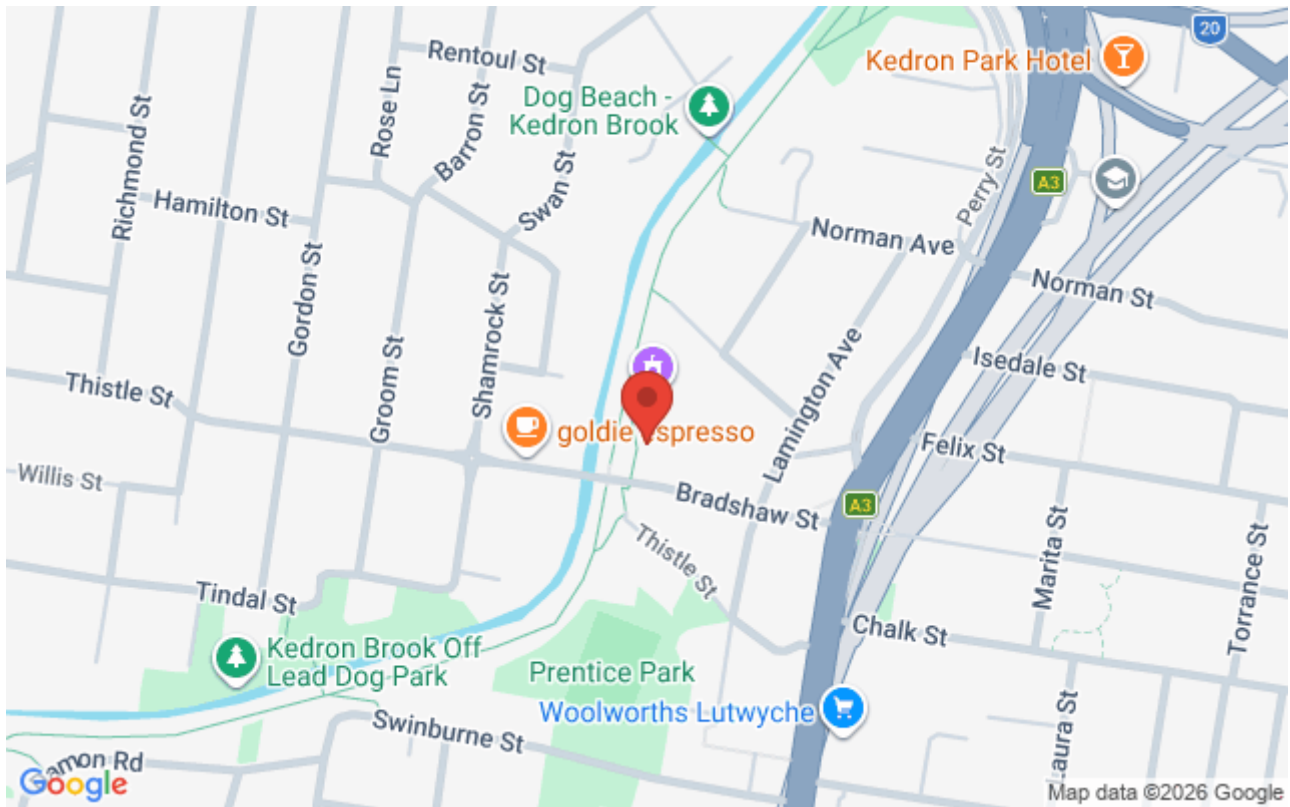 20
Kedron Park Hotel
Rentoul St
Rose Ln
Barron St
Dog Beach -
Kedron Brook
Richmond St
A3
Hamilton St
Swan St
Perry St
Norman Ave
Gordon St
Shamrock St
Norman St
Groom St
Lamington Ave
Isedale St
Thistle St
goldie espresso
Felix St
Willis St
Bradshaw St
A3
Marita St
Torrance St
Thistle St
Tindal St
Chalk St
Kedron Brook Off
Lead Dog Park
Prentice Park
Woolworths Lutwyche
Swinburne St
Laura St
Google
Map data ©2026 Google